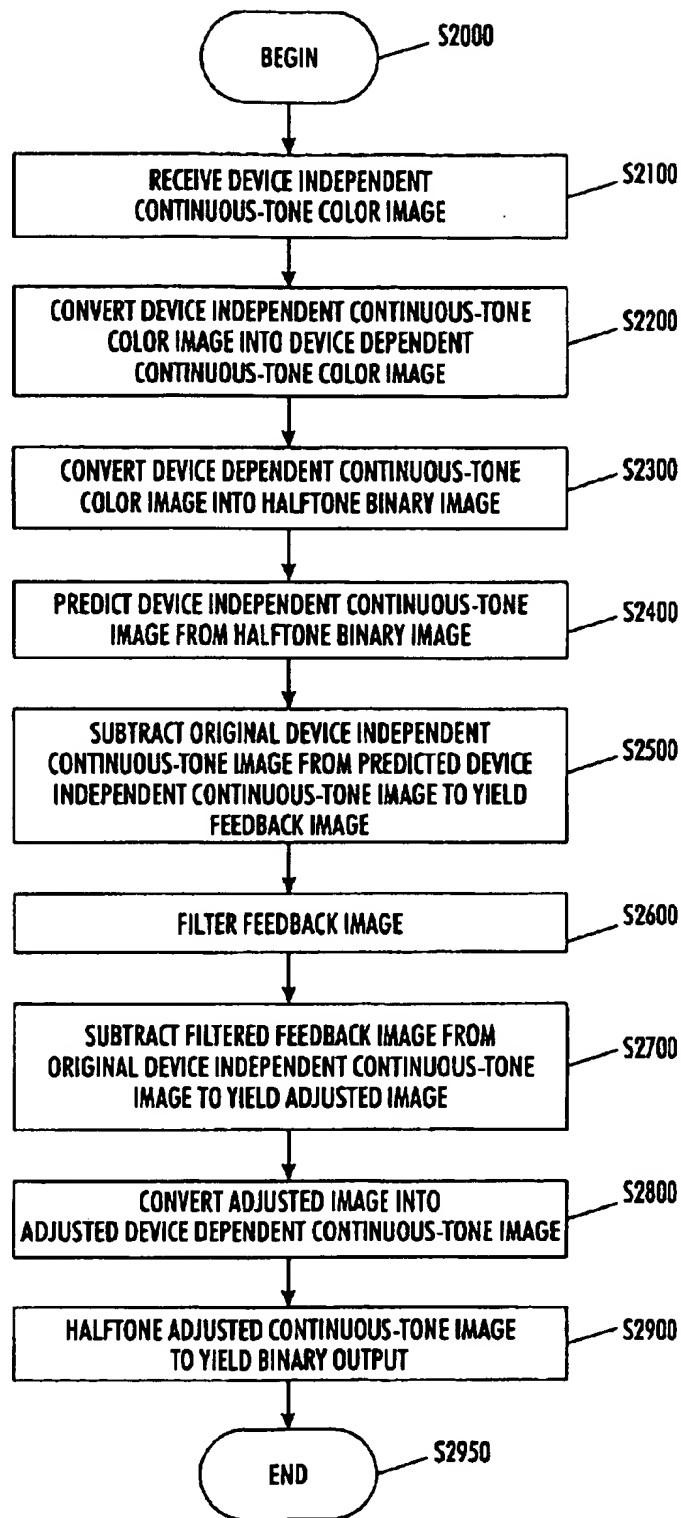 BEGIN
S2000
RECEIVE DEVICE INDEPENDENT
CONTINUOUS-TONE COLOR IMAGE
S2100
CONVERT DEVICE INDEPENDENT CONTINUOUS-TONE
COLOR IMAGE INTO DEVICE DEPENDENT
CONTINUOUS-TONE COLOR IMAGE
S2200
CONVERT DEVICE DEPENDENT CONTINUOUS-TONE
COLOR IMAGE INTO HALFTONE BINARY IMAGE
S2300
PREDICT DEVICE INDEPENDENT CONTINUOUS-TONE
IMAGE FROM HALFTONE BINARY IMAGE
S2400
SUBTRACT ORIGINAL DEVICE INDEPENDENT
CONTINUOUS-TONE IMAGE FROM PREDICTED DEVICE
INDEPENDENT CONTINUOUS-TONE IMAGE TO YIELD
FEEDBACK IMAGE
S2500
FILTER FEEDBACK IMAGE
S2600
SUBTRACT FILTERED FEEDBACK IMAGE FROM
ORIGINAL DEVICE INDEPENDENT CONTINUOUS-TONE
IMAGE TO YIELD ADJUSTED IMAGE
S2700
CONVERT ADJUSTED IMAGE INTO
ADJUSTED DEVICE DEPENDENT CONTINUOUS-TONE IMAGE
S2800
HALFTONE ADJUSTED CONTINUOUS-TONE IMAGE
TO YIELD BINARY OUTPUT
S2900
END
S2950